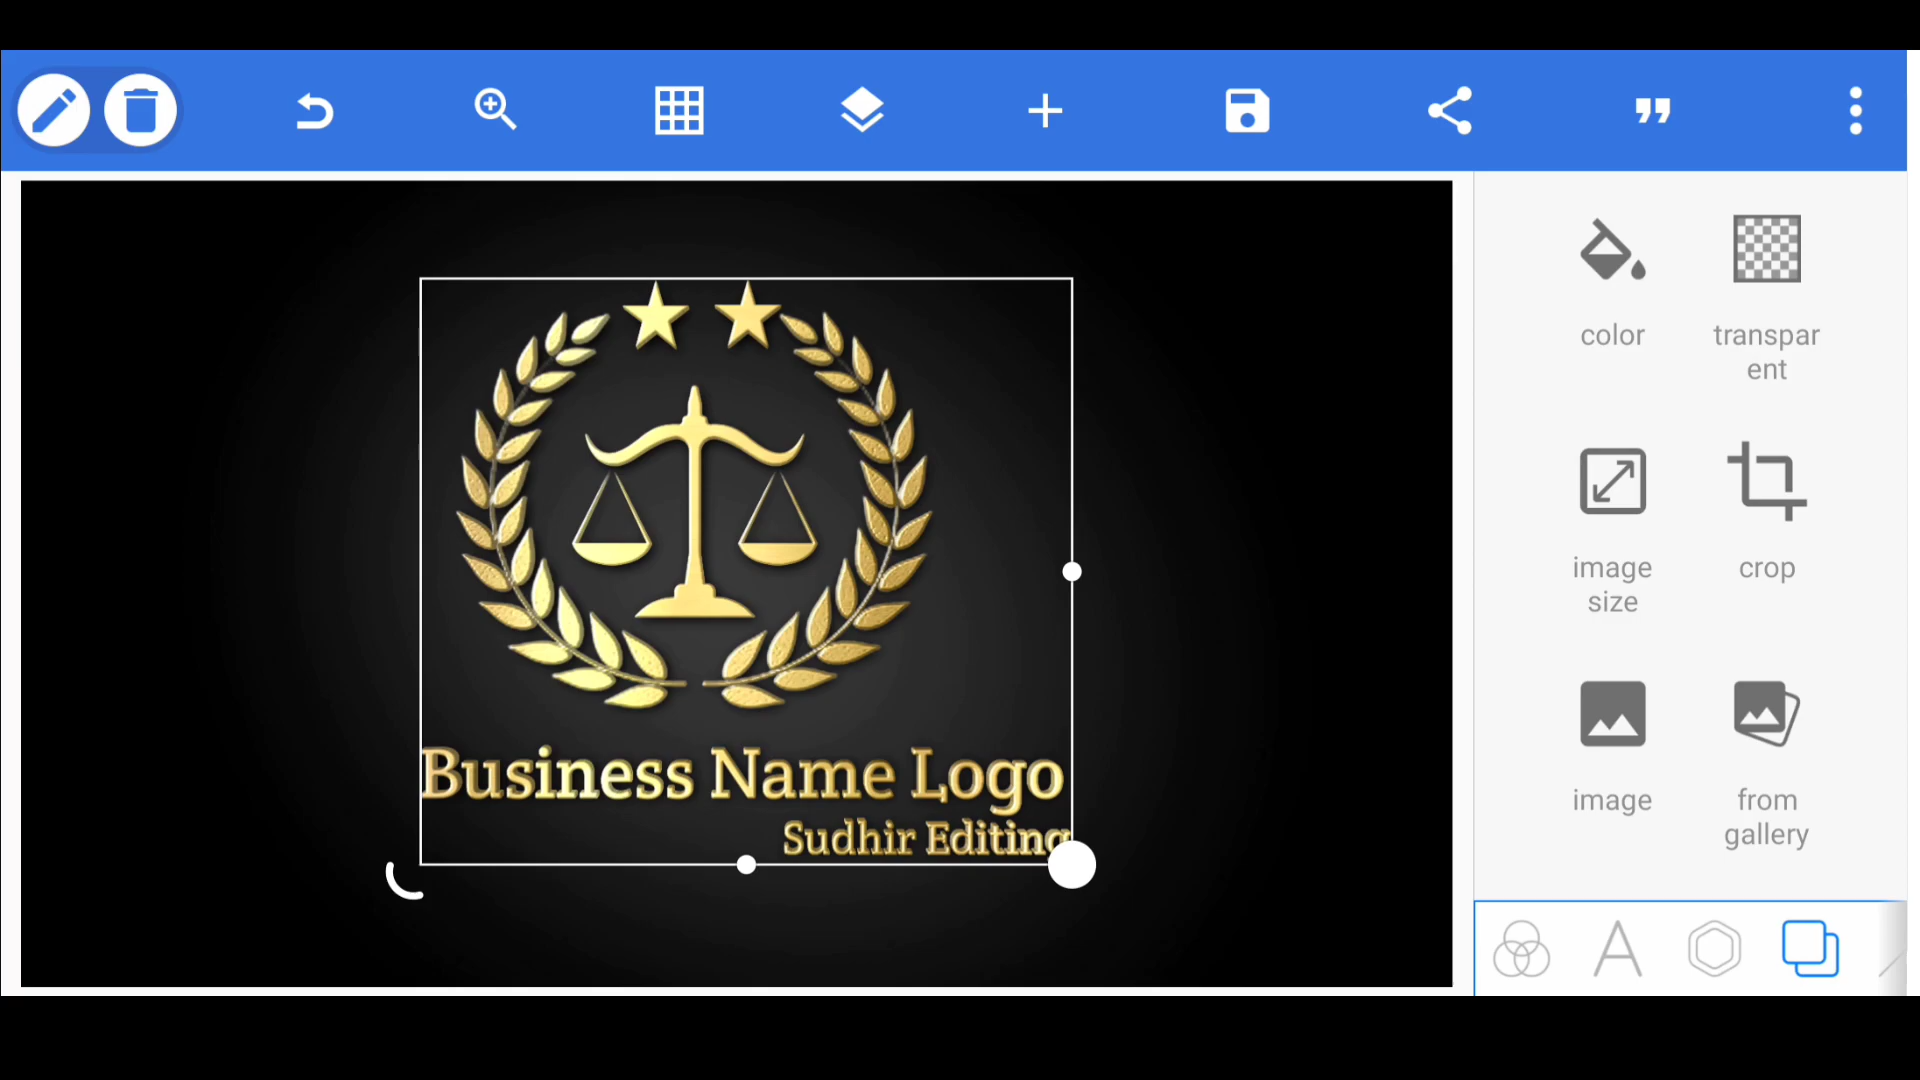 color
transpar
ent
image
size
crop
image
from
gallery
Business Name Logo
Sudhir Editing